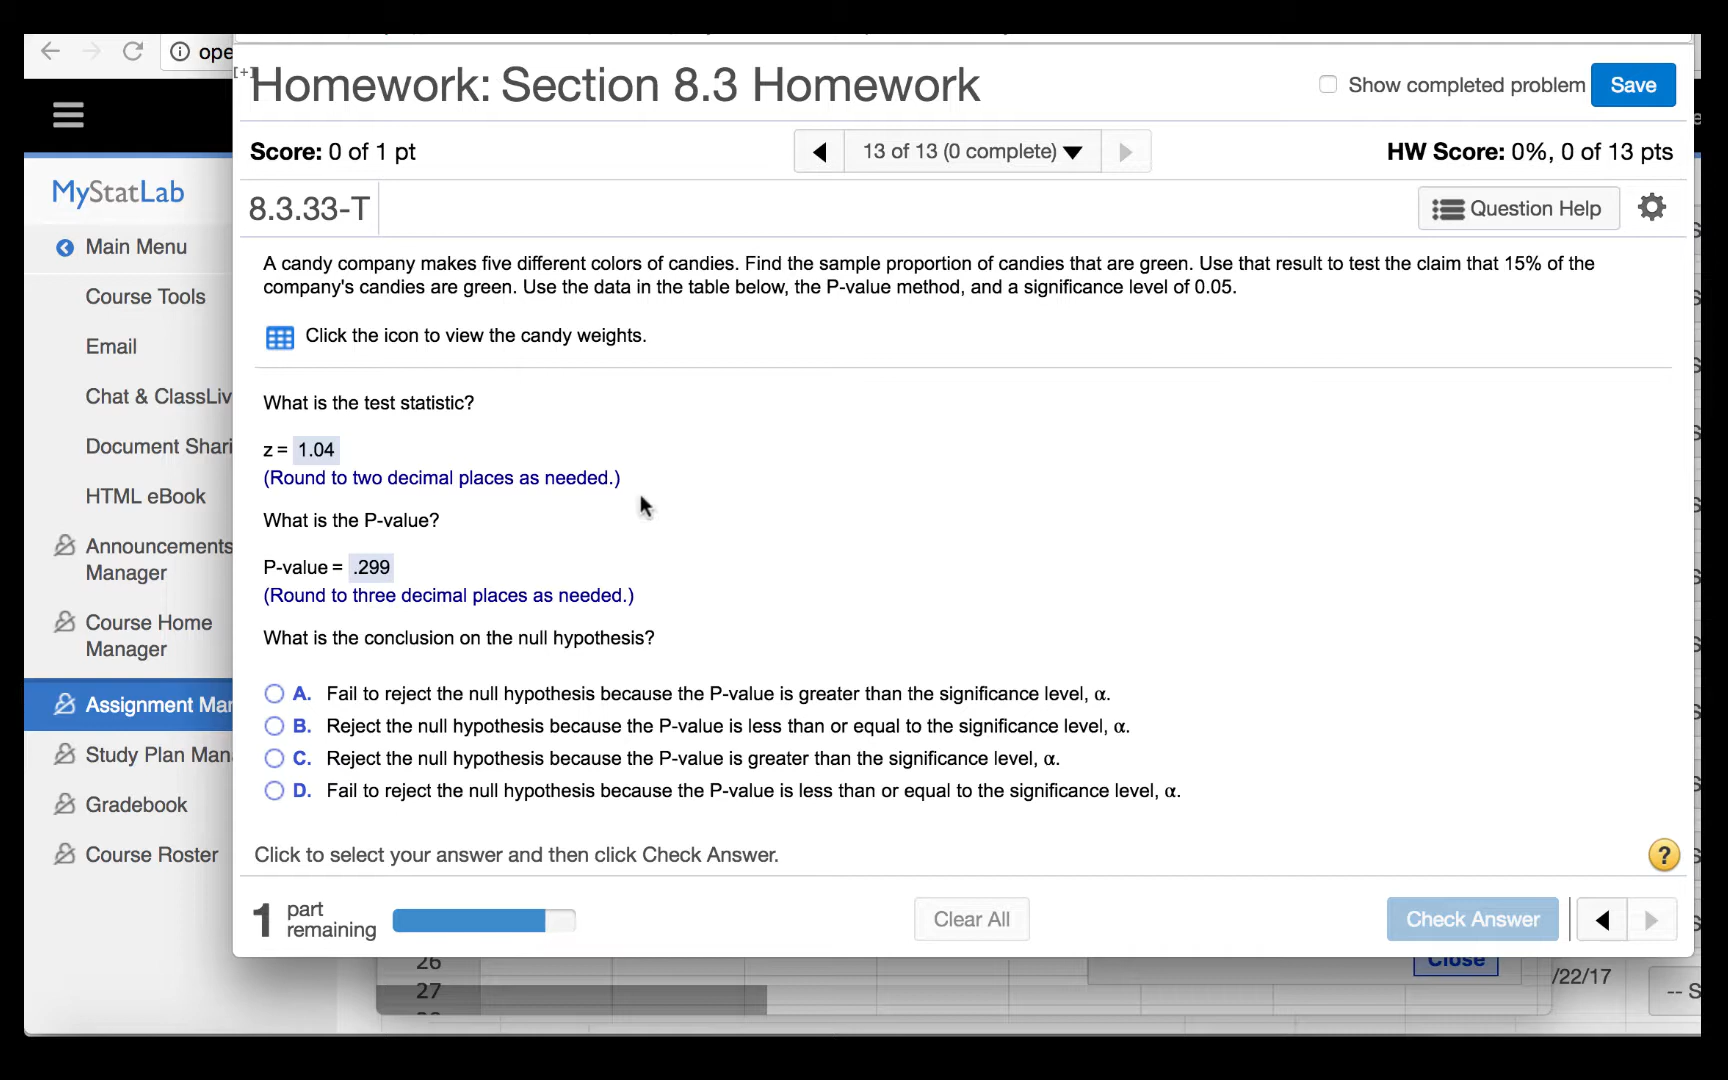 ope
[+]
Homework: Section 8.3 Homework
Show completed problem
Save
Score: 0 of 1 pt
13 of 13 (0 complete)
HW Score: 0%, 0 of 13 pts
MyStatLab
8.3.33-T
Question Help
Main Menu
Course Tools
Email
Chat & ClassLiv
Document Shari
HTML eBook
Announcements
Manager
Course Home
Manager
Assignment Ma
Study Plan Man
Gradebook
Course Roster
A candy company makes five different colors of candies. Find the sample proportion of candies that are green. Use that result to test the claim that 15% of the
company's candies are green. Use the data in the table below, the P-value method, and a significance level of 0.05.
Click the icon to view the candy weights.
What is the test statistic?
z = 1.04
(Round to two decimal places as needed.)
What is the P-value?
P-value = .299
(Round to three decimal places as needed.)
What is the conclusion on the null hypothesis?
A. Fail to reject the null hypothesis because the P-value is greater than the significance level, α.
B. Reject the null hypothesis because the P-value is less than or equal to the significance level, α.
C. Reject the null hypothesis because the P-value is greater than the significance level, α.
D. Fail to reject the null hypothesis because the P-value is less than or equal to the significance level, α.
Click to select your answer and then click Check Answer.
?
1 part
remaining
Clear All
Check Answer
26
Close
/22/17
27
-- S